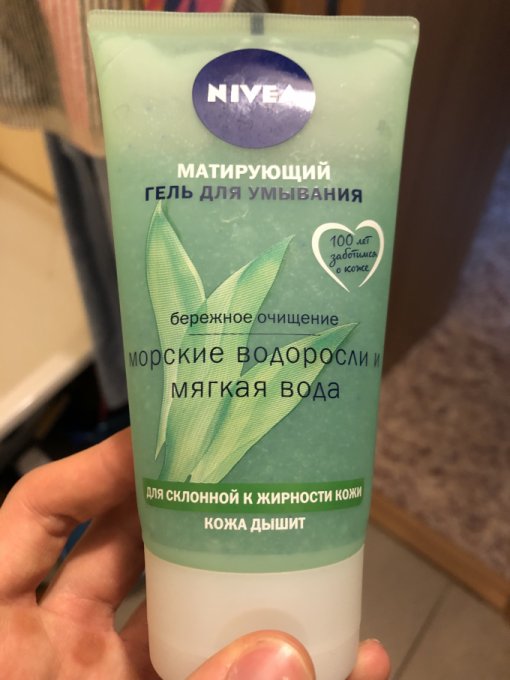 NIVEA
МАТИРУЮЩИЙ
ГЕЛЬ ДЛЯ УМЫВАНИЯ
100 лет
заботимся
о коже
бережное очищение
морские водоросли и
мягкая вода
ДЛЯ СКЛОННОЙ К ЖИРНОСТИ КОЖИ
КОЖА ДЫШИТ